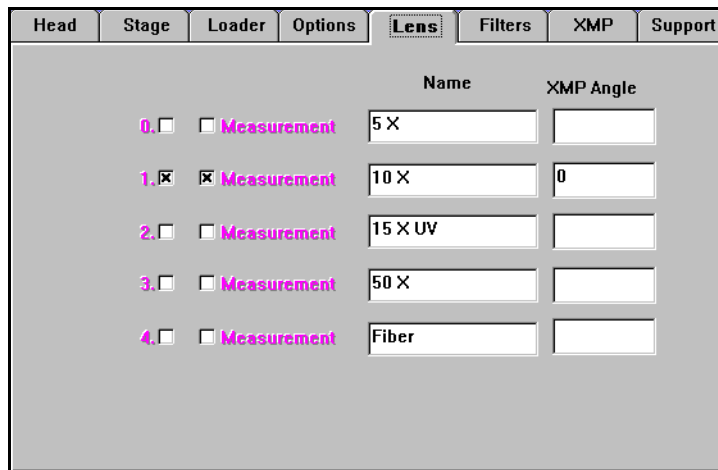 Head Stage Loader Options Lens Filters XMP Support
Name XMP Angle
0. Measurement 5 X
1. Measurement 10 X 0
2. Measurement 15 X UV
3. Measurement 50 X
4. Measurement Fiber